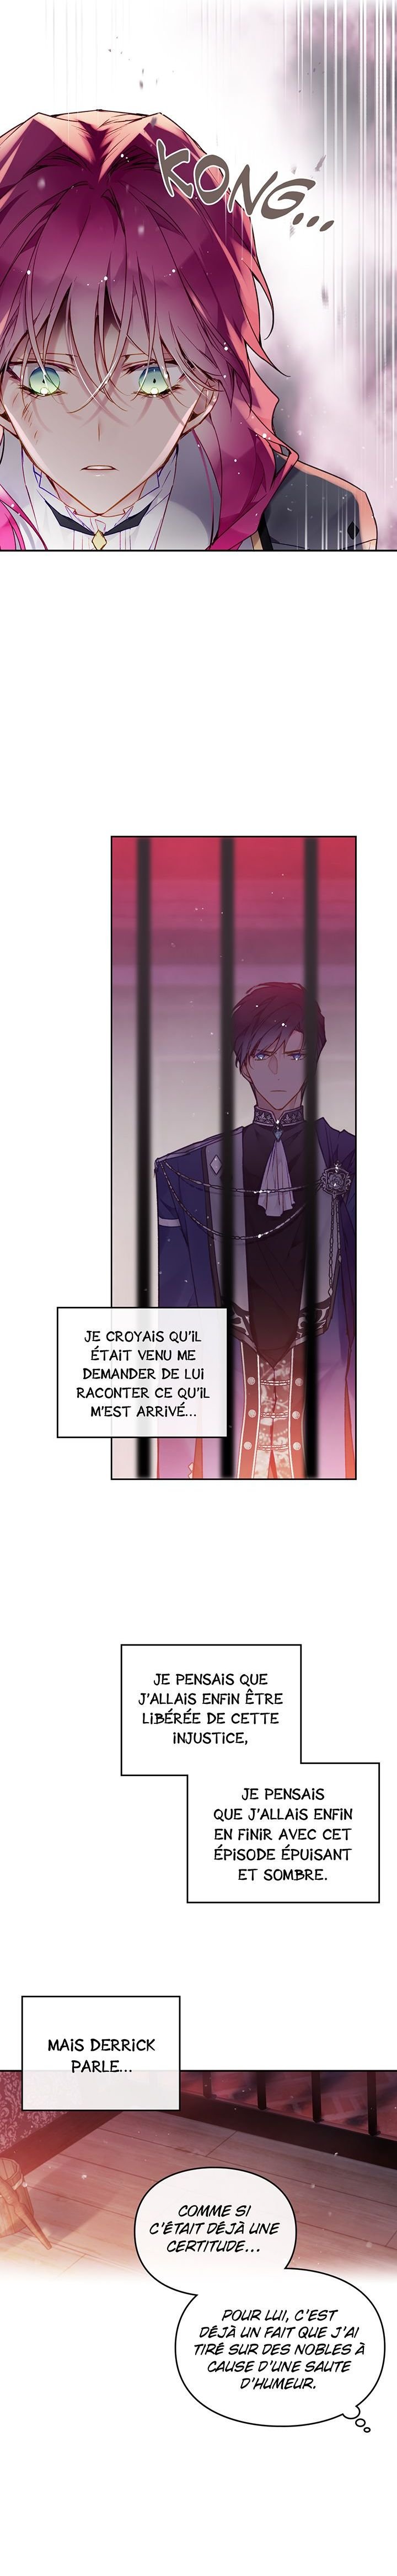 KONG...
JE CROYAIS QU'IL
ÉTAIT VENU ME
DEMANDER DE LUI
RACONTER CE QU'IL
M'EST ARRIVÉ...
JE PENSAIS QUE
J'ALLAIS ENFIN ÊTRE
LIBÉRÉE DE CETTE
INJUSTICE,
JE PENSAIS
QUE J'ALLAIS ENFIN
EN FINIR AVEC CET
ÉPISODE ÉPUISANT
ET SOMBRE.
MAIS DERRICK
PARLE...
COMME SI
C'ÉTAIT DÉJÀ UNE
CERTITUDE...
POUR LUI, C'EST
DÉJÀ UN FAIT QUE J'AI
TIRÉ SUR DES NOBLES À
CAUSE D'UNE SAUTE
D'HUMEUR.